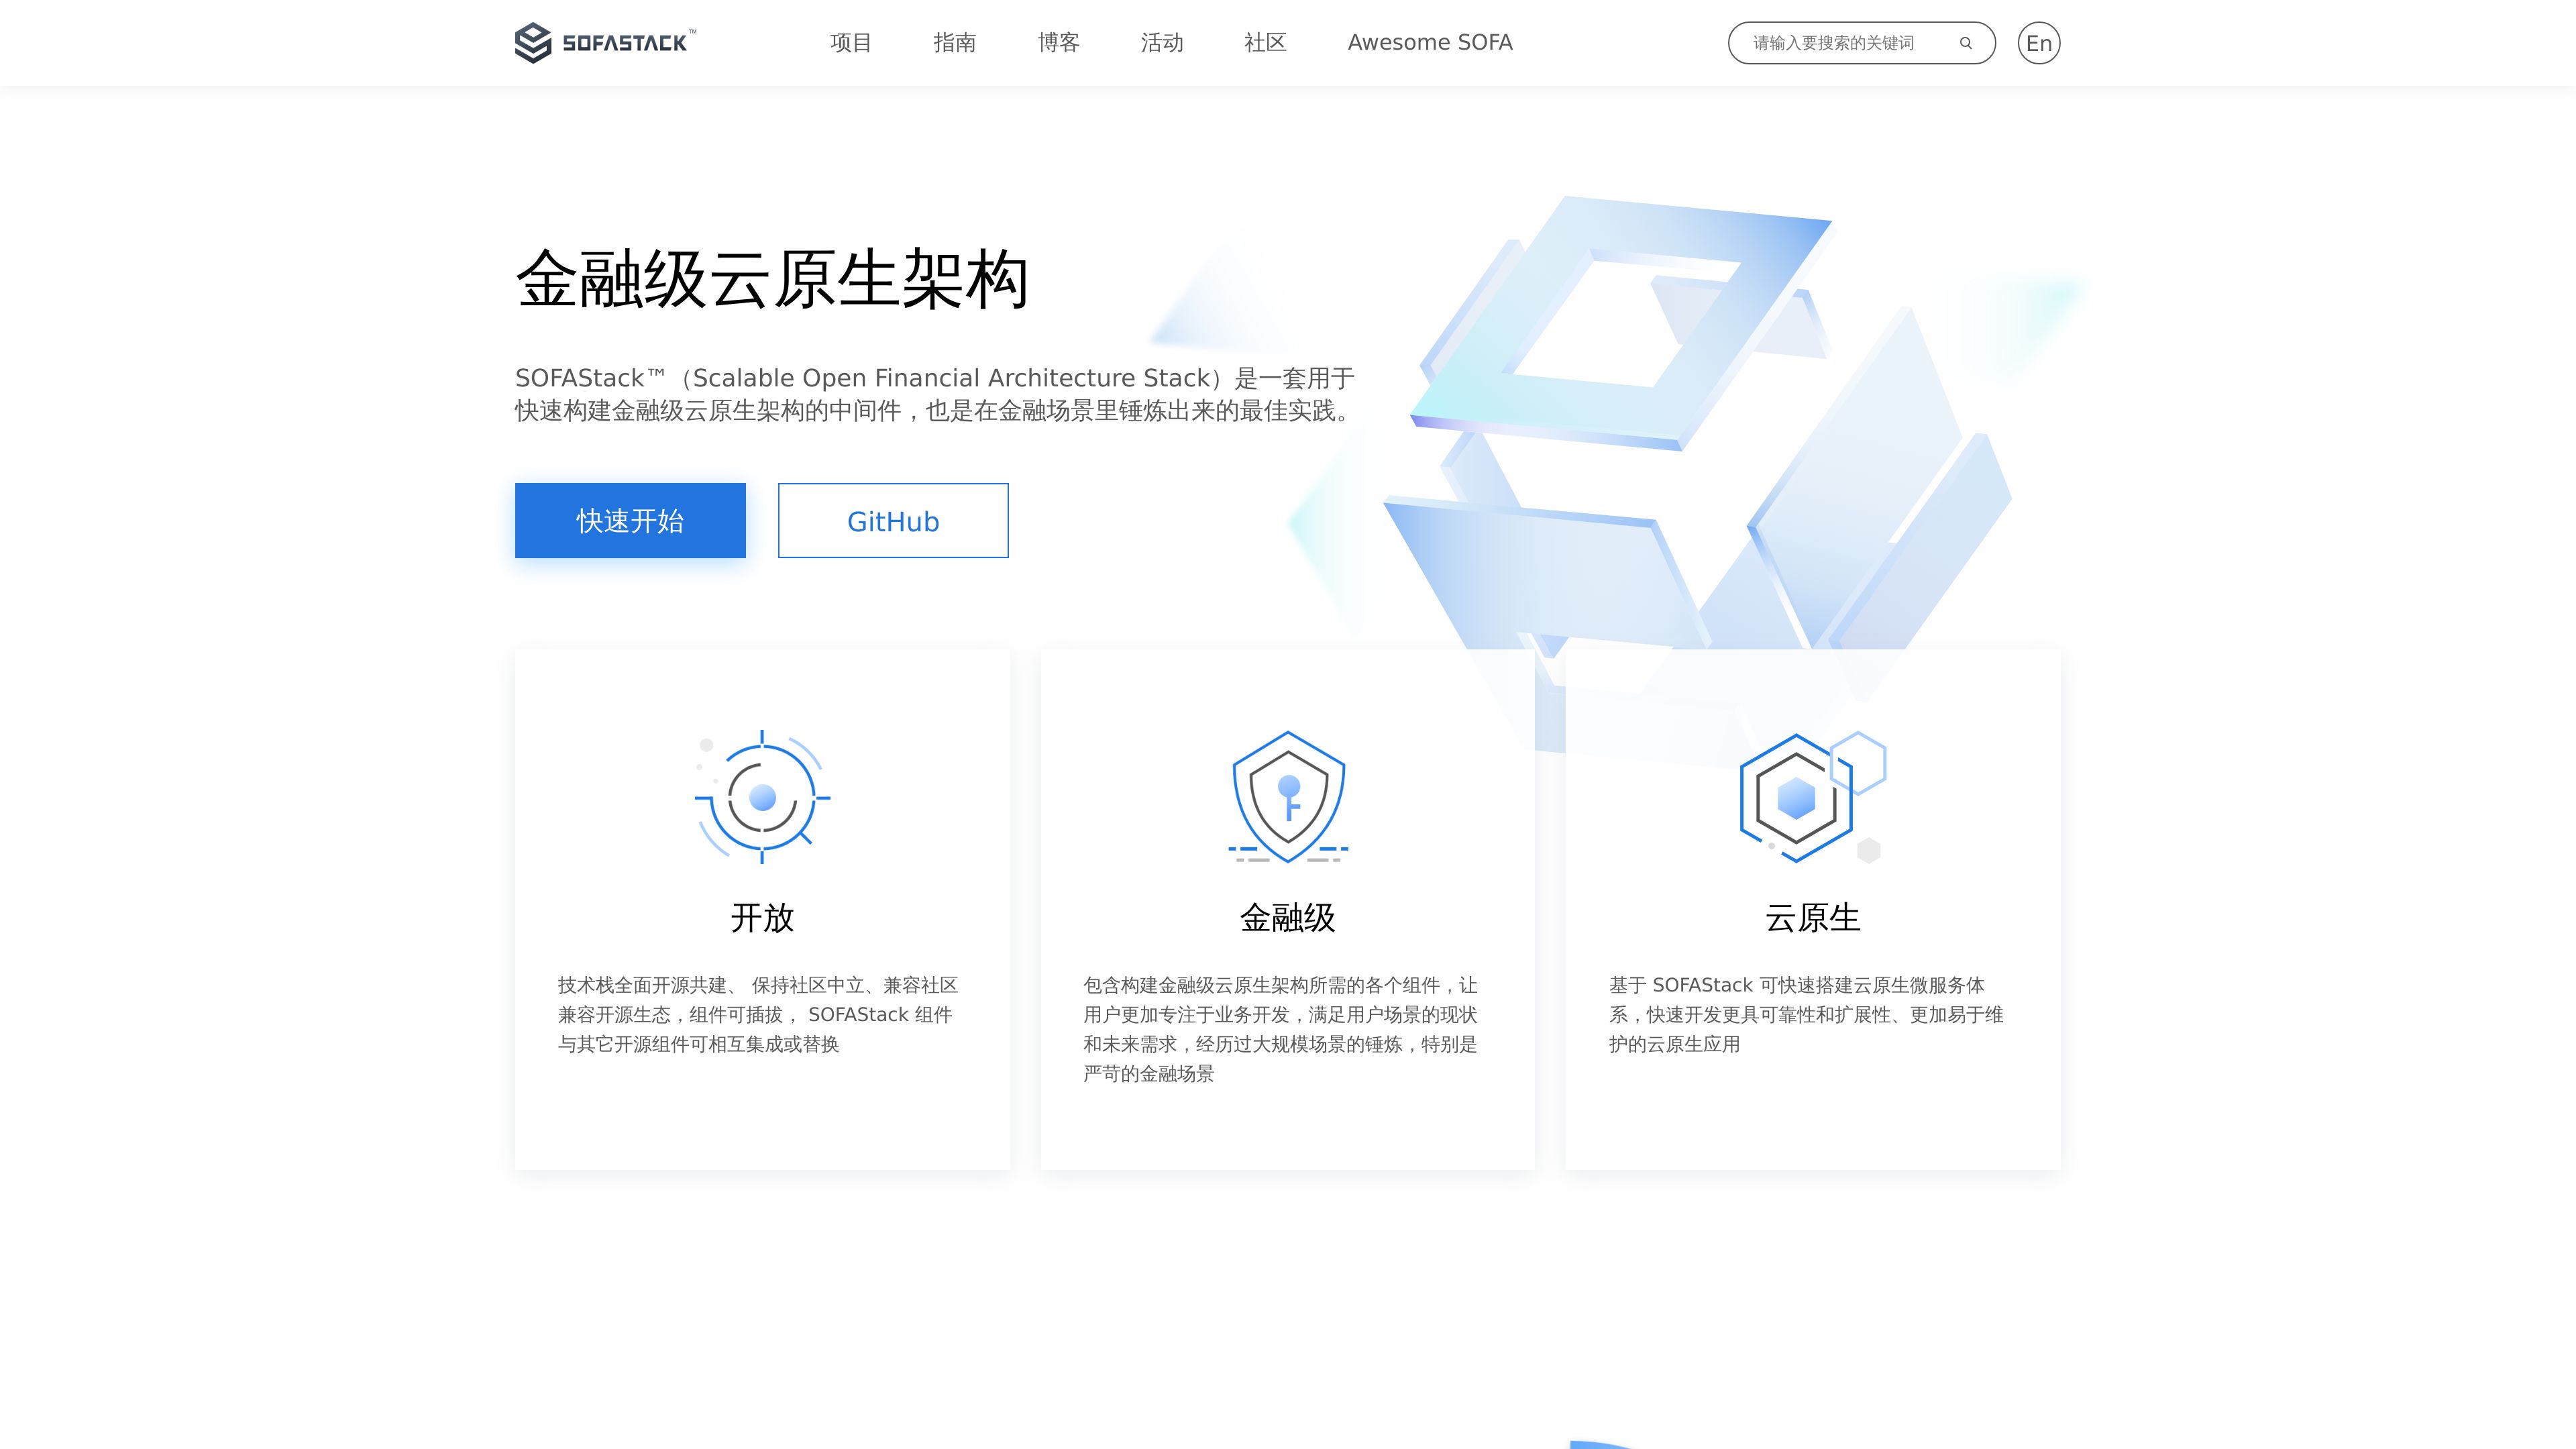 SOFASTACK™
项目
指南
博客
活动
社区
Awesome SOFA
请输入要搜索的关键词
En
金融级云原生架构
SOFAStack™（Scalable Open Financial Architecture Stack）是一套用于
快速构建金融级云原生架构的中间件，也是在金融场景里锤炼出来的最佳实践。
快速开始
GitHub
开放
技术栈全面开源共建、 保持社区中立、兼容社区
兼容开源生态，组件可插拔， SOFAStack 组件
与其它开源组件可相互集成或替换
金融级
包含构建金融级云原生架构所需的各个组件，让
用户更加专注于业务开发，满足用户场景的现状
和未来需求，经历过大规模场景的锤炼，特别是
严苛的金融场景
云原生
基于 SOFAStack 可快速搭建云原生微服务体
系，快速开发更具可靠性和扩展性、更加易于维
护的云原生应用